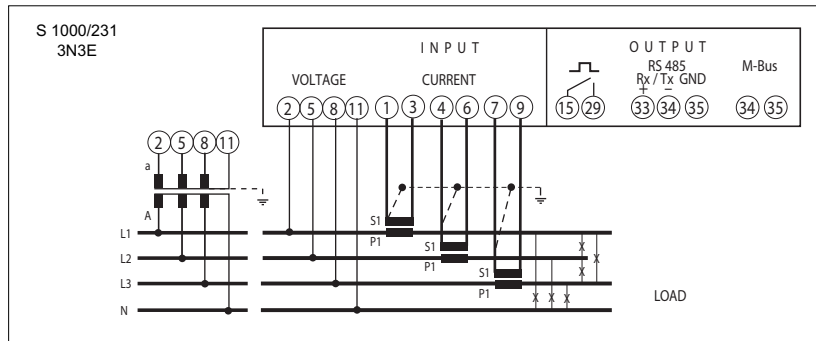 S 1000/231
3N3E
INPUT
OUTPUT
VOLTAGE
CURRENT
RS 485
Rx / Tx GND
+ −
M-Bus
2 5 8 11 1 3 4 6 7 9 15 29 33 34 35 34 35
2 5 8 11
a
A
S1
P1
S1
P1
S1
P1
L1
L2
L3
N
LOAD